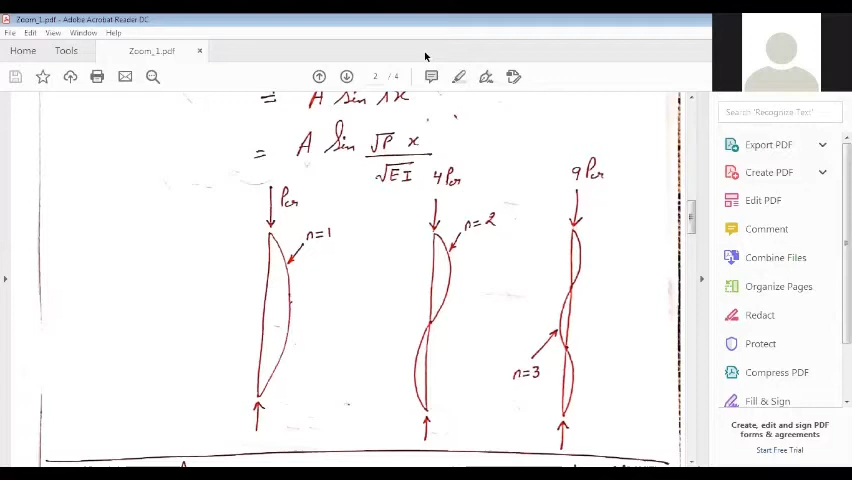 Zoom_1.pdf - Adobe Acrobat Reader DC
File Edit View Window Help
Home Tools Zoom_1.pdf ×
2 / 4
= A sin λx
= A Sin √P x
√EI
Pcr
4Pcr
9Pcr
n=1
n=2
n=3
Search 'Recognize Text'
Export PDF
Create PDF
Edit PDF
Comment
Combine Files
Organize Pages
Redact
Protect
Compress PDF
Fill & Sign
Create, edit and sign PDF
forms & agreements
Start Free Trial